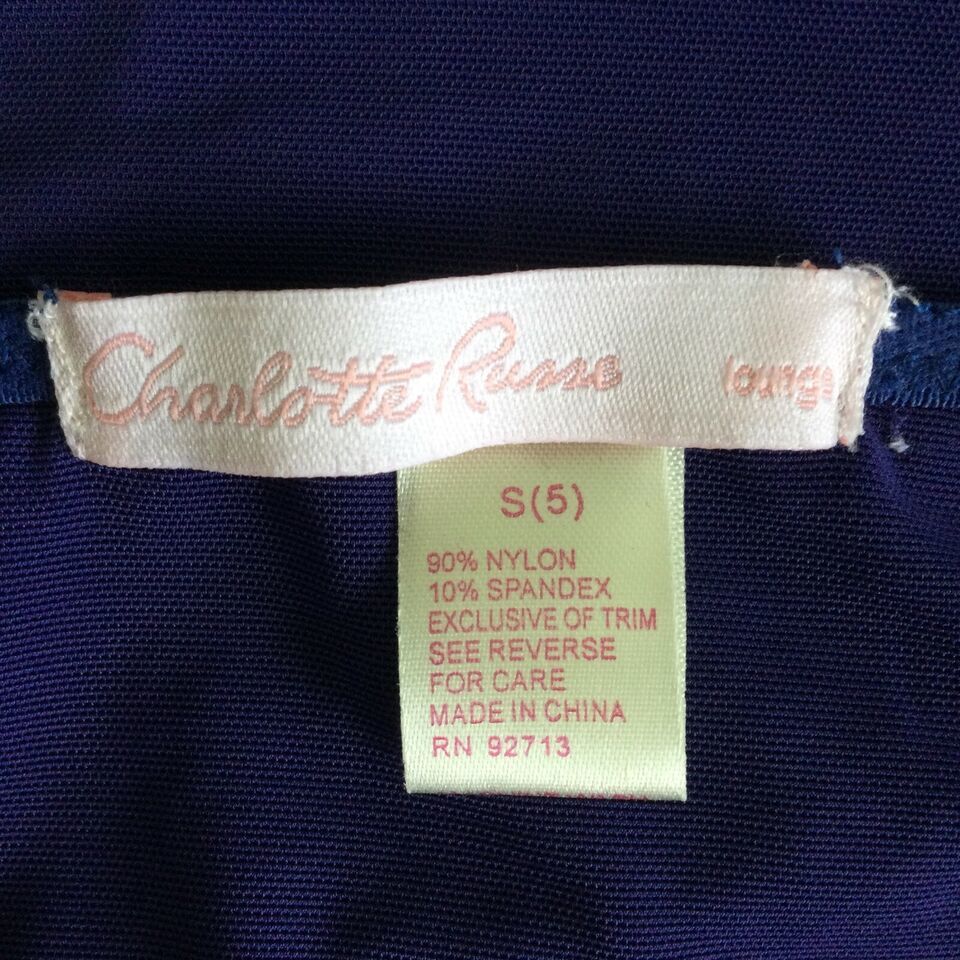 Charlotte Russe lounge
S(5)
90% NYLON
10% SPANDEX
EXCLUSIVE OF TRIM
SEE REVERSE
FOR CARE
MADE IN CHINA
RN 92713